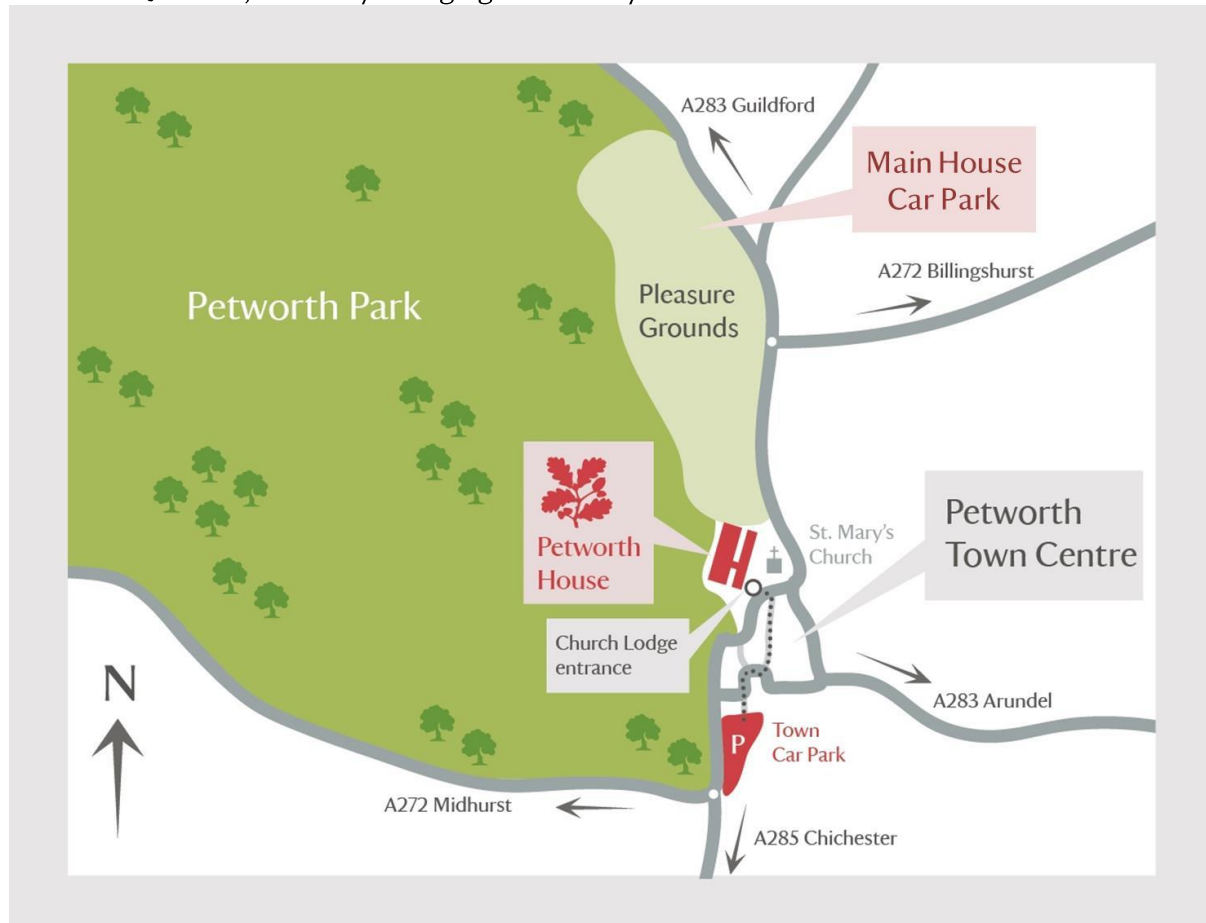 A283 Guildford
Main House
Car Park
A272 Billingshurst
Petworth Park
Pleasure
Grounds
Petworth
Town Centre
St. Mary's
Church
Petworth
House
Church Lodge
entrance
N
A283 Arundel
P
Town
Car Park
A272 Midhurst
A285 Chichester